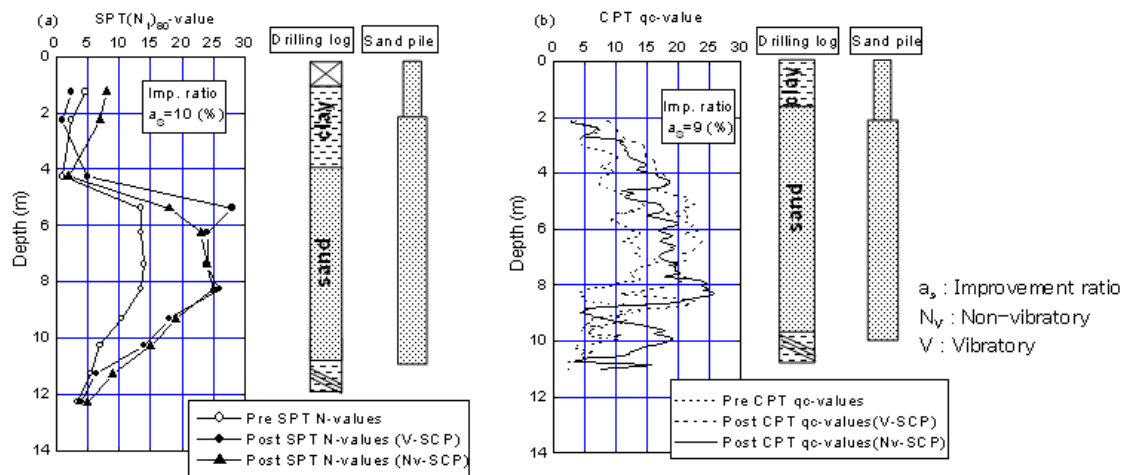 (a) SPT(N1)80-value
0 5 10 15 20 25 30
Drilling log
Sand pile
0
2
4
6
8
10
12
14
Depth (m)
Imp. ratio
as=10 (%)
clay
sand
Pre SPT N-values
Post SPT N-values (V-SCP)
Post SPT N-values (Nv-SCP)
(b) CPT qc-value
0 5 10 15 20 25 30
Drilling log
Sand pile
0
2
4
6
8
10
12
14
Depth (m)
Imp. ratio
as=9 (%)
clay
sand
Pre CPT qc-values
Post CPT qc-values(V-SCP)
Post CPT qc-values(Nv-SCP)
as : Improvement ratio
Nv : Non-vibratory
V : Vibratory